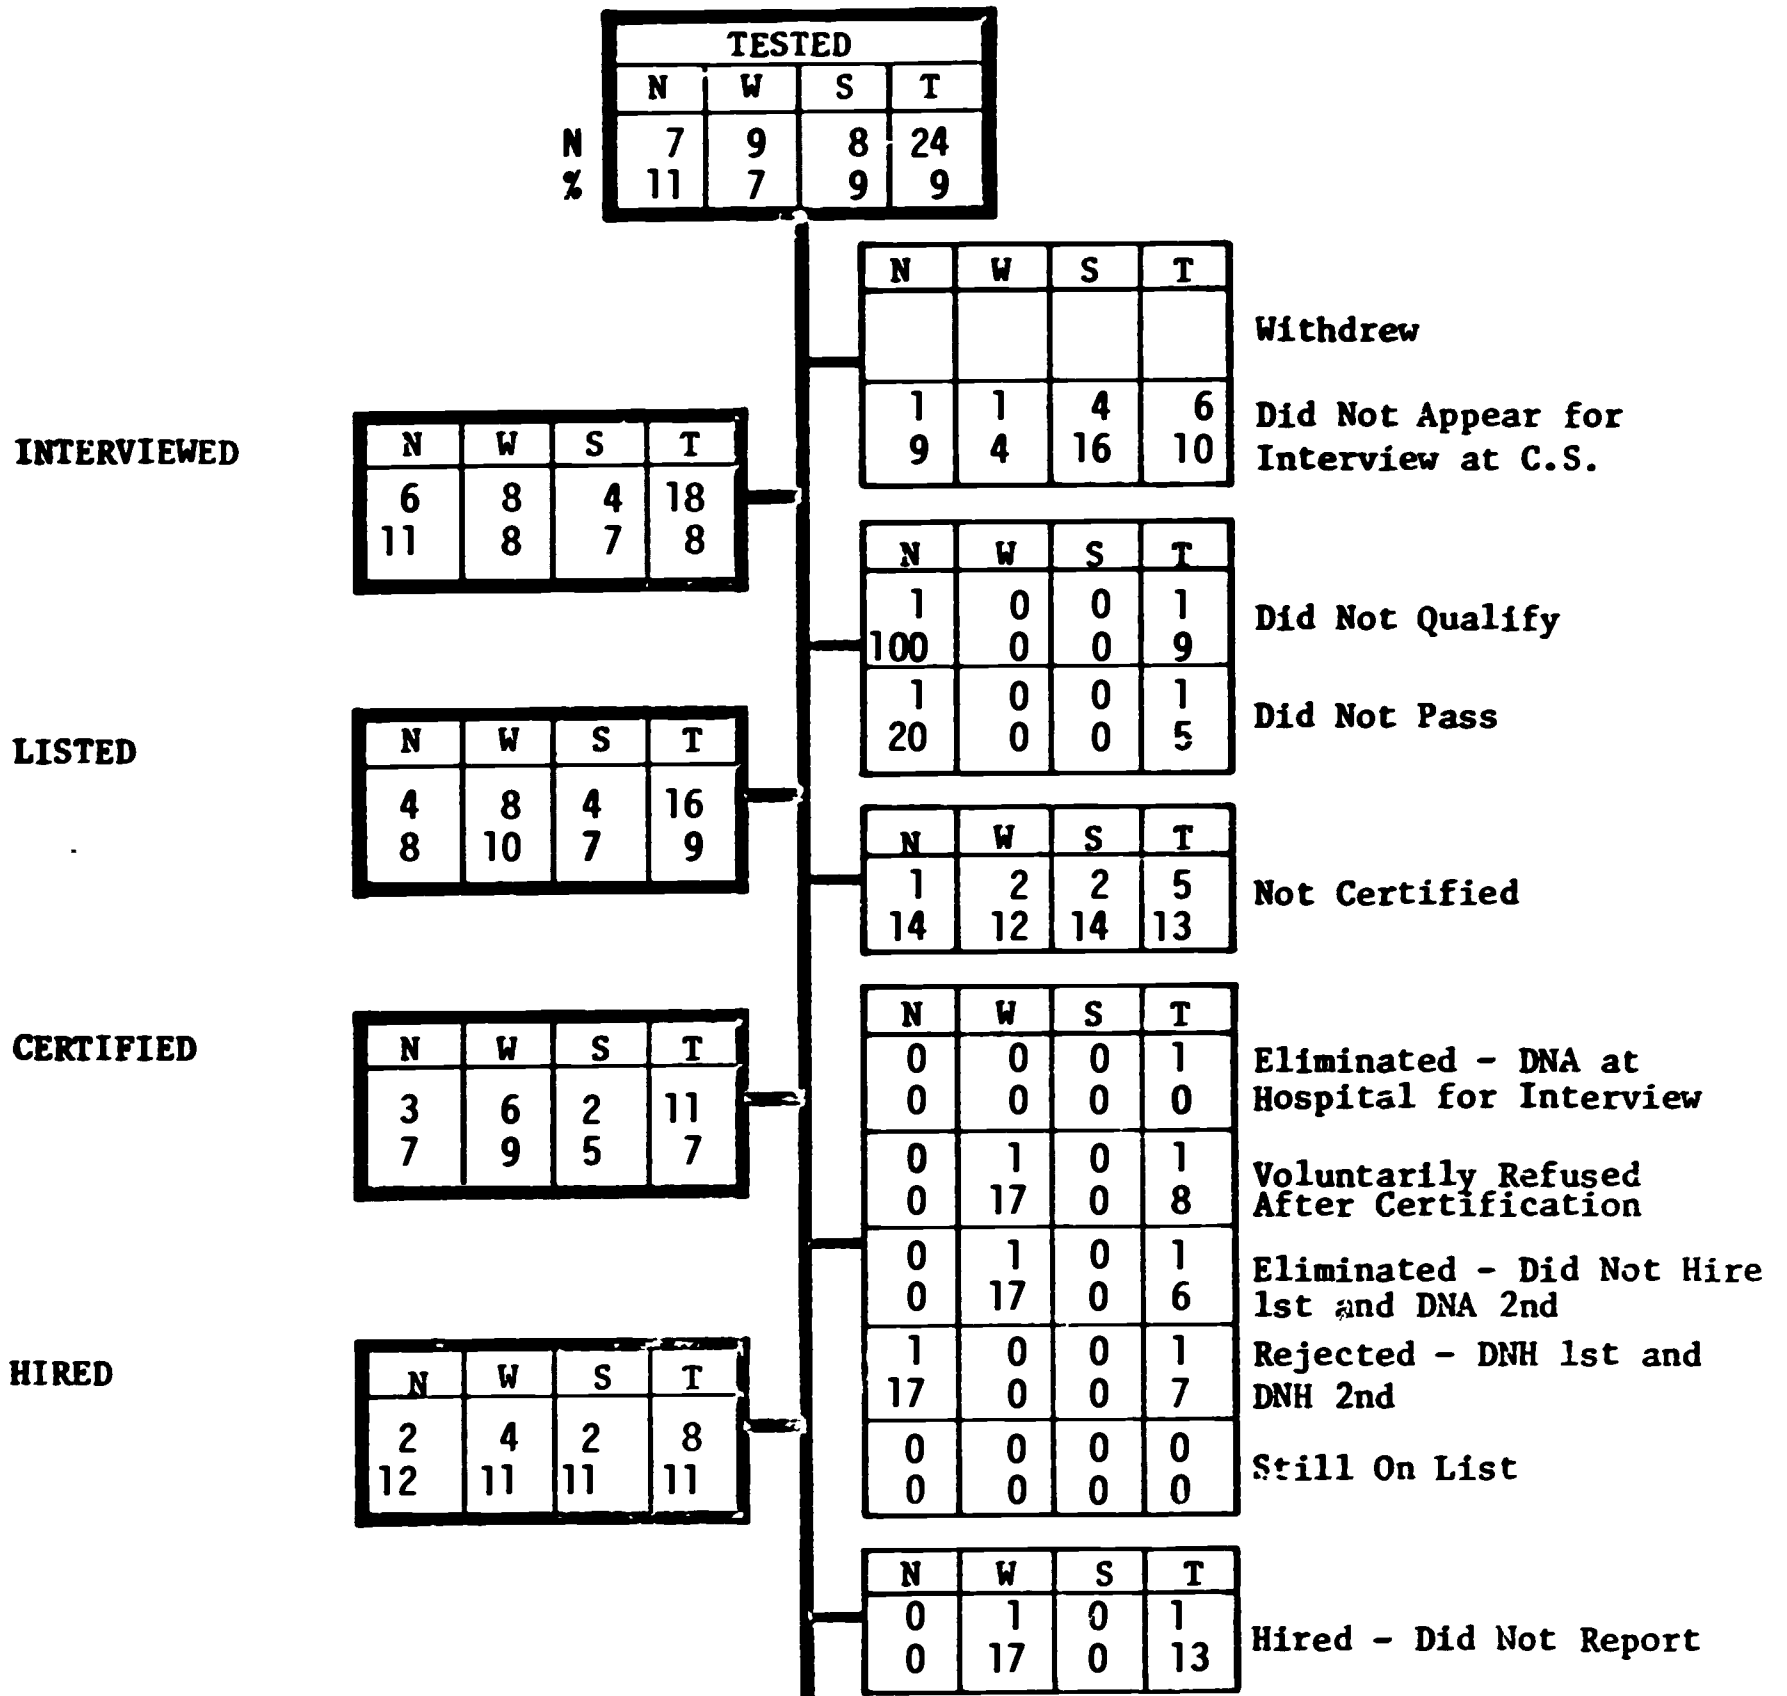 TESTED
N W S T
N 7 9 8 24
% 11 7 9 9
N W S T
Withdrew
1 1 4 6
9 4 16 10
Did Not Appear for
Interview at C.S.
INTERVIEWED
N W S T
6 8 4 18
11 8 7 8
N W S T
1 0 0 1
100 0 0 9
Did Not Qualify
1 0 0 1
20 0 0 5
Did Not Pass
LISTED
N W S T
4 8 4 16
8 10 7 9
N W S T
1 2 2 5
14 12 14 13
Not Certified
CERTIFIED
N W S T
3 6 2 11
7 9 5 7
N W S T
0 0 0 1
0 0 0 0
Eliminated - DNA at
Hospital for Interview
0 1 0 1
0 17 0 8
Voluntarily Refused
After Certification
0 1 0 1
0 17 0 6
Eliminated - Did Not Hire
1st and DNA 2nd
1 0 0 1
17 0 0 7
Rejected - DNH 1st and
DNH 2nd
0 0 0 0
0 0 0 0
Still On List
HIRED
N W S T
2 4 2 8
12 11 11 11
N W S T
0 1 0 1
0 17 0 13
Hired - Did Not Report